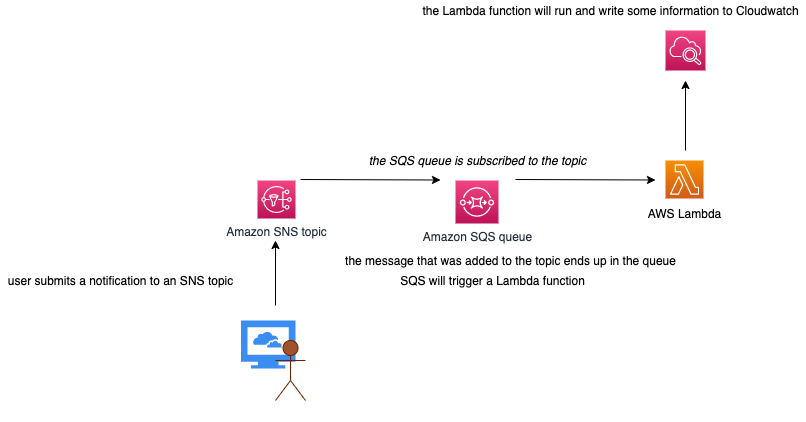 the Lambda function will run and write some information to Cloudwatch
the SQS queue is subscribed to the topic
AWS Lambda
Amazon SNS topic
Amazon SQS queue
the message that was added to the topic ends up in the queue
user submits a notification to an SNS topic
SQS will trigger a Lambda function